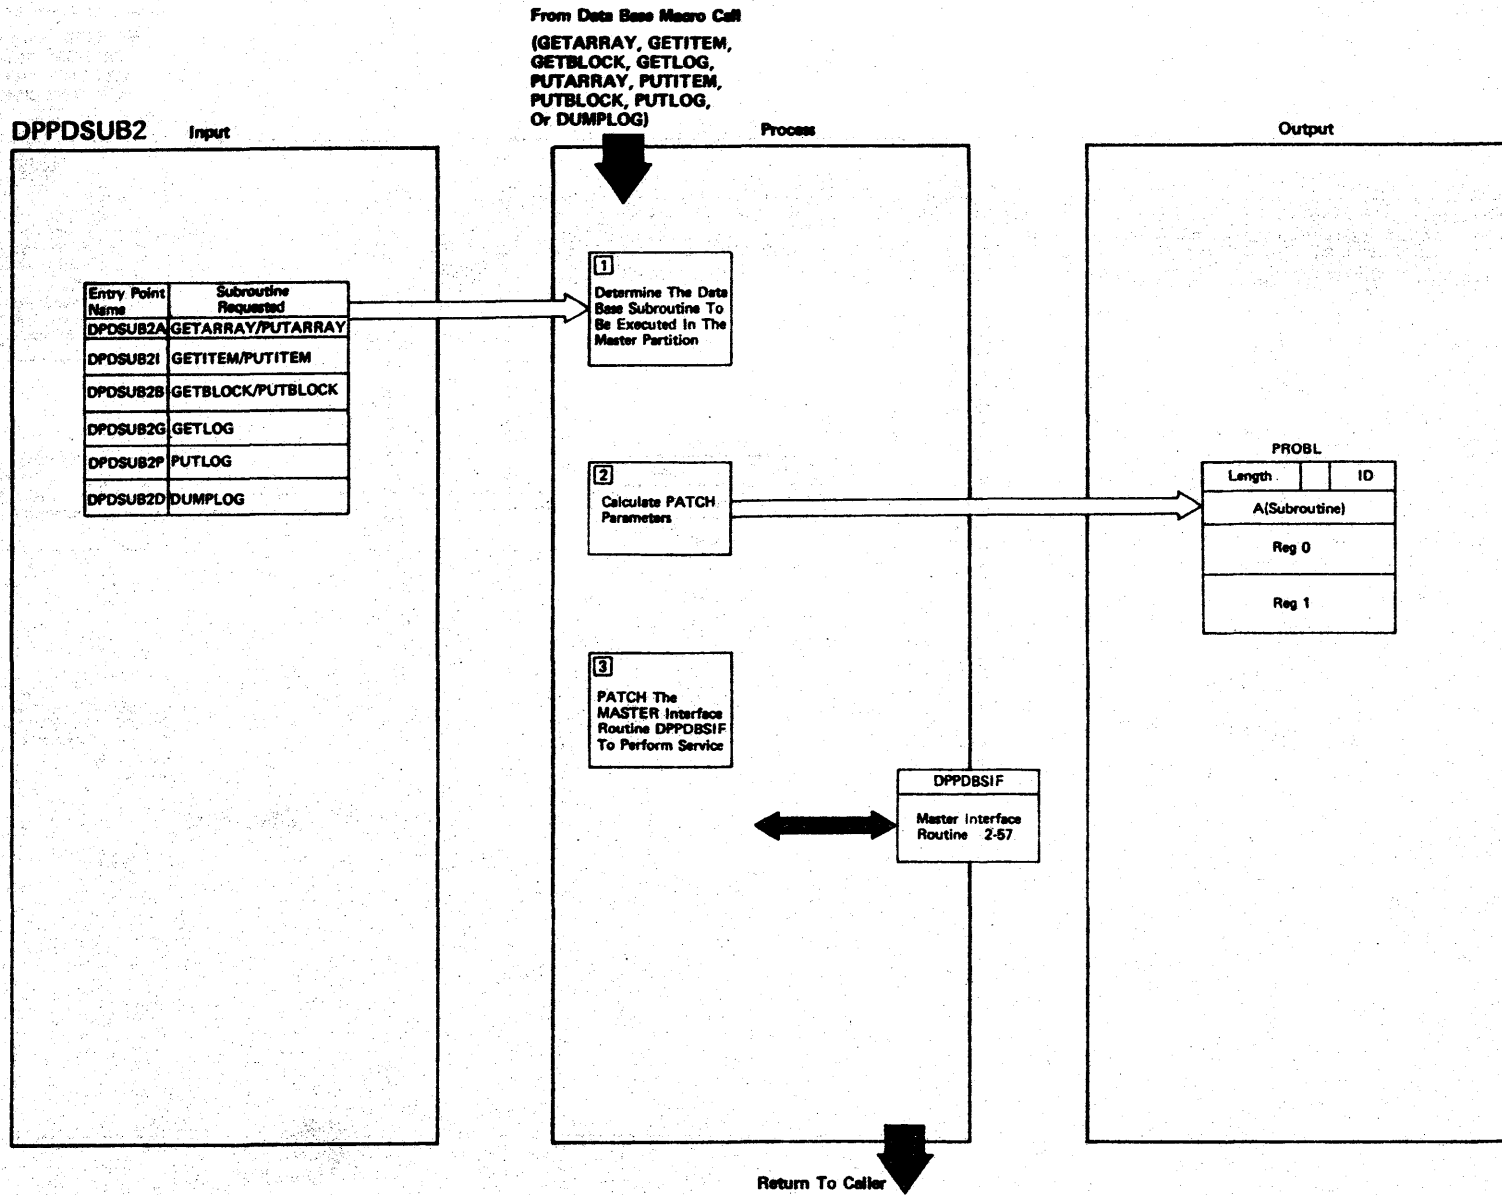 From Data Base Macro Call
(GETARRAY, GETITEM,
GETBLOCK, GETLOG,
PUTARRAY, PUTITEM,
PUTBLOCK, PUTLOG,
Or DUMPLOG)
DPPDSUB2
Input
Process
Output
Entry Point
Name
Subroutine
Requested
DPDSUB2A GETARRAY/PUTARRAY
DPDSUB2I GETITEM/PUTITEM
DPDSUB2B GETBLOCK/PUTBLOCK
DPDSUB2G GETLOG
DPDSUB2P PUTLOG
DPDSUB2D DUMPLOG
1
Determine The Data
Base Subroutine To
Be Executed In The
Master Partition
2
Calculate PATCH
Parameters
PROBL
Length ID
A(Subroutine)
Reg 0
Reg 1
3
PATCH The
MASTER Interface
Routine DPPDBSIF
To Perform Service
DPPDBSIF
Master Interface
Routine 2-57
Return To Caller